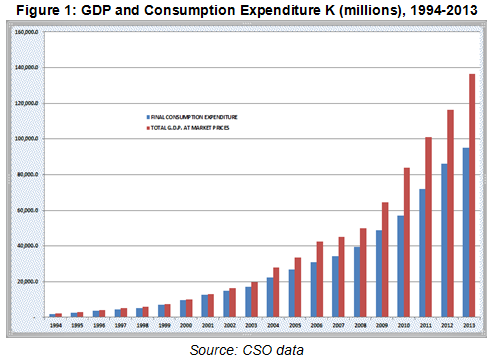 Figure 1: GDP and Consumption Expenditure K (millions), 1994-2013
160,000.0
140,000.0
120,000.0
100,000.0
80,000.0
60,000.0
40,000.0
20,000.0
-
FINAL CONSUMPTION EXPENDITURE
TOTAL G.D.P. AT MARKET PRICES
1994 1995 1996 1997 1998 1999 2000 2001 2002 2003 2004 2005 2006 2007 2008 2009 2010 2011 2012 2013
Source: CSO data